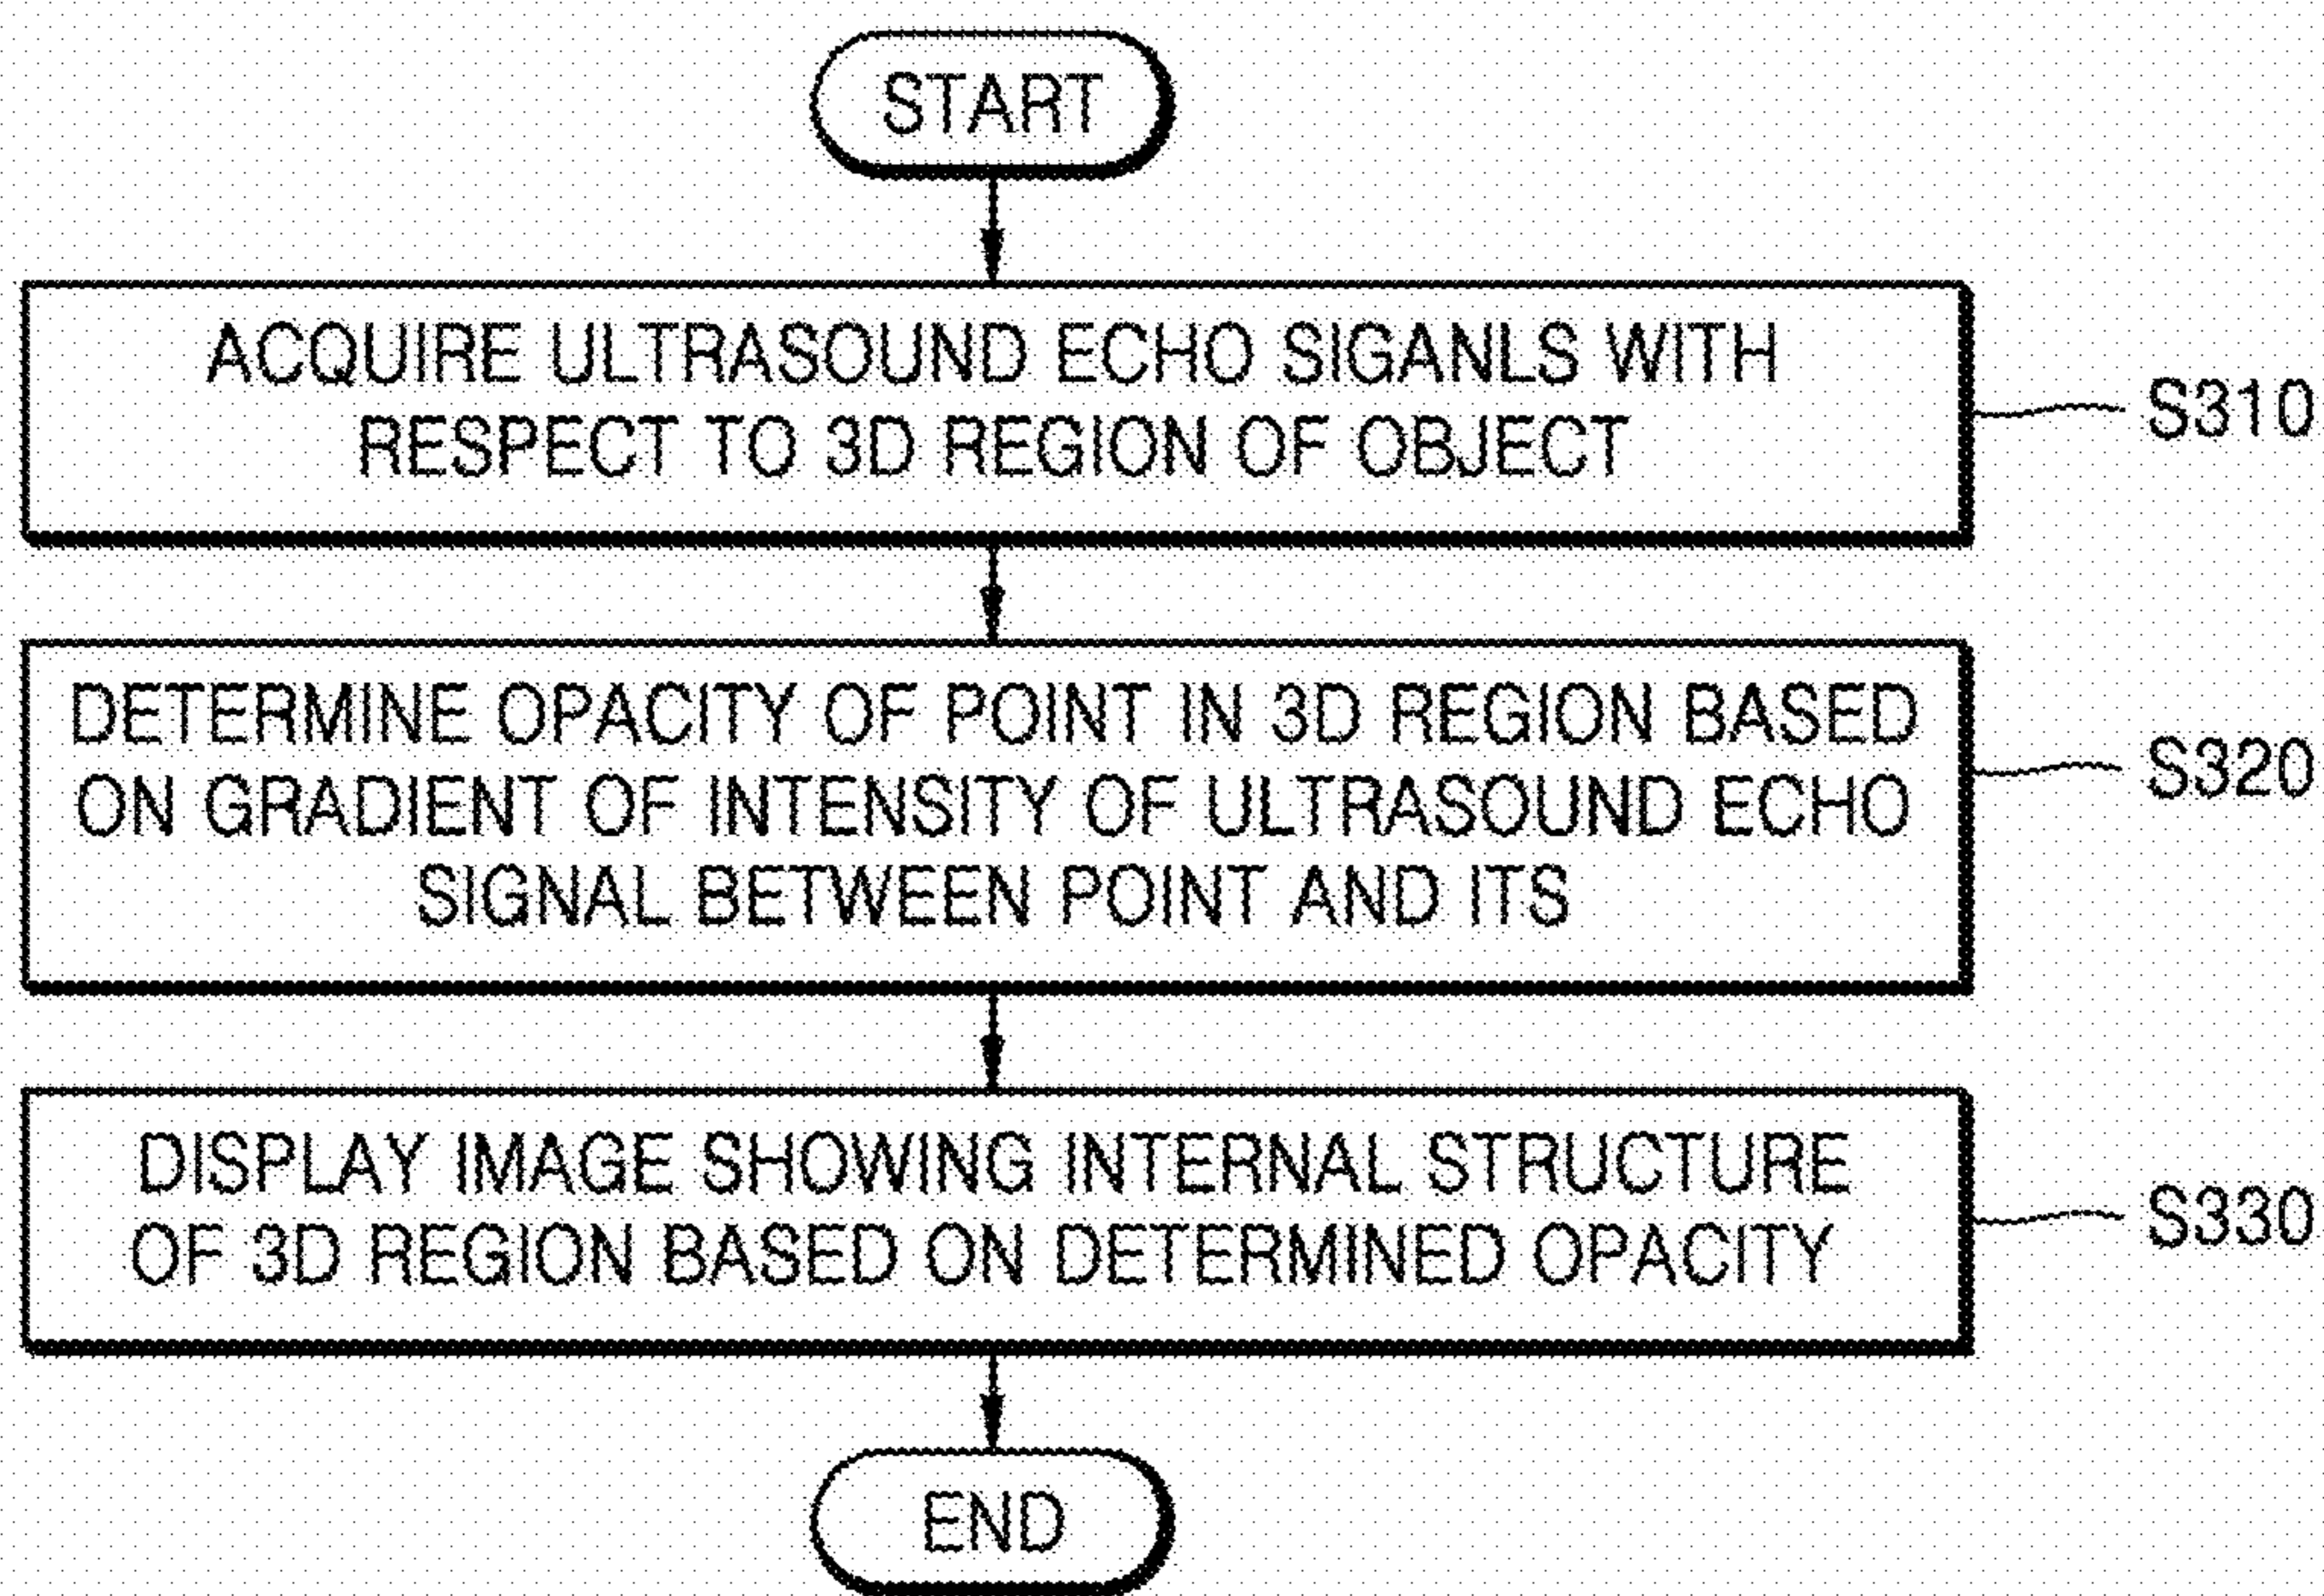 START
ACQUIRE ULTRASOUND ECHO SIGANLS WITH
RESPECT TO 3D REGION OF OBJECT
S310
DETERMINE OPACITY OF POINT IN 3D REGION BASED
ON GRADIENT OF INTENSITY OF ULTRASOUND ECHO
SIGNAL BETWEEN POINT AND ITS
S320
DISPLAY IMAGE SHOWING INTERNAL STRUCTURE
OF 3D REGION BASED ON DETERMINED OPACITY
S330
END